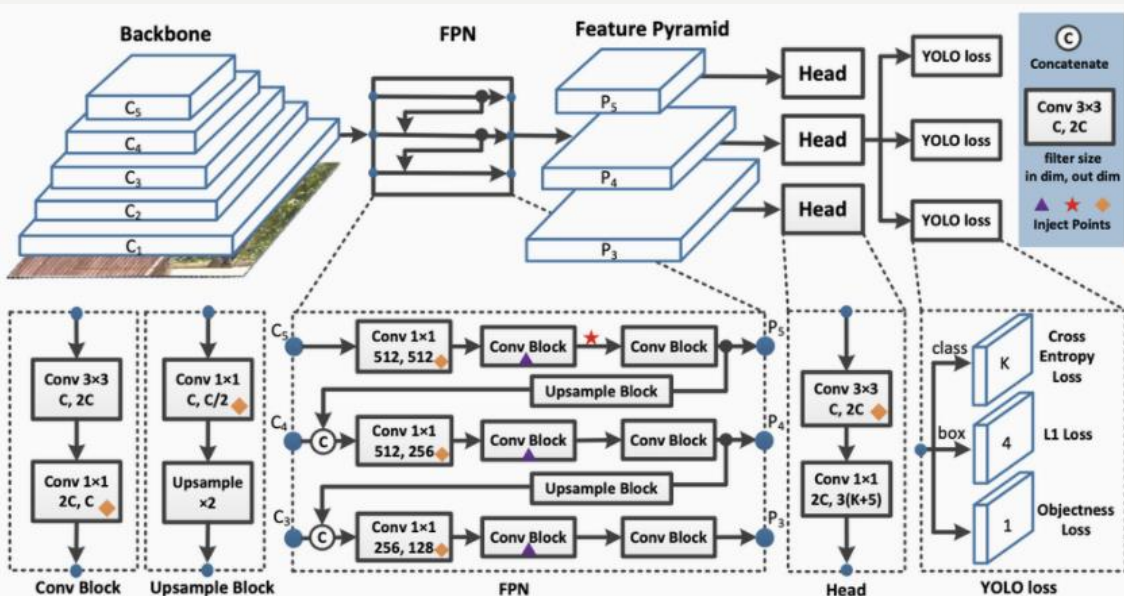 Backbone
FPN
Feature Pyramid
C5
C4
C3
C2
C1
P5
P4
P3
Head
Head
Head
YOLO loss
YOLO loss
YOLO loss
C
Concatenate
Conv 3×3
C, 2C
filter size
in dim, out dim
Inject Points
Conv 3×3
C, 2C
Conv 1×1
2C, C
Conv Block
Conv 1×1
C, C/2
Upsample
×2
Upsample Block
C5
Conv 1×1
512, 512
Conv Block
Conv Block
P5
Upsample Block
C4
C
Conv 1×1
512, 256
Conv Block
Conv Block
P4
Upsample Block
C3
C
Conv 1×1
256, 128
Conv Block
Conv Block
P3
FPN
Conv 3×3
C, 2C
Conv 1×1
2C, 3(K+5)
Head
class
K
Cross
Entropy
Loss
box
4
L1 Loss
1
Objectness
Loss
YOLO loss